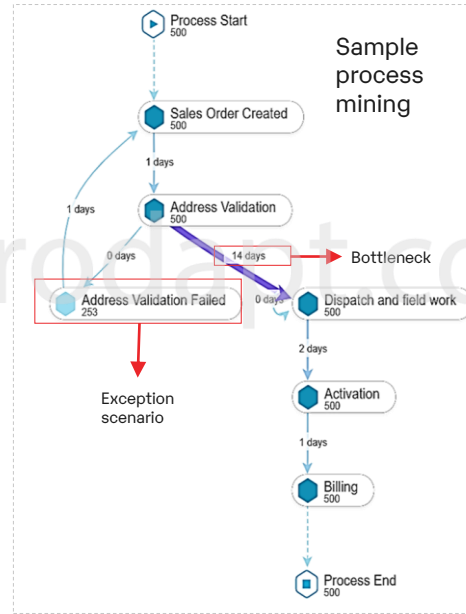 Process Start
500
Sample
process
mining
Sales Order Created
500
1 days
1 days
Address Validation
500
0 days
14 days
Bottleneck
rodapt.co
Address Validation Failed
253
0 days
Dispatch and field work
500
2 days
Exception
scenario
Activation
500
1 days
Billing
500
Process End
500